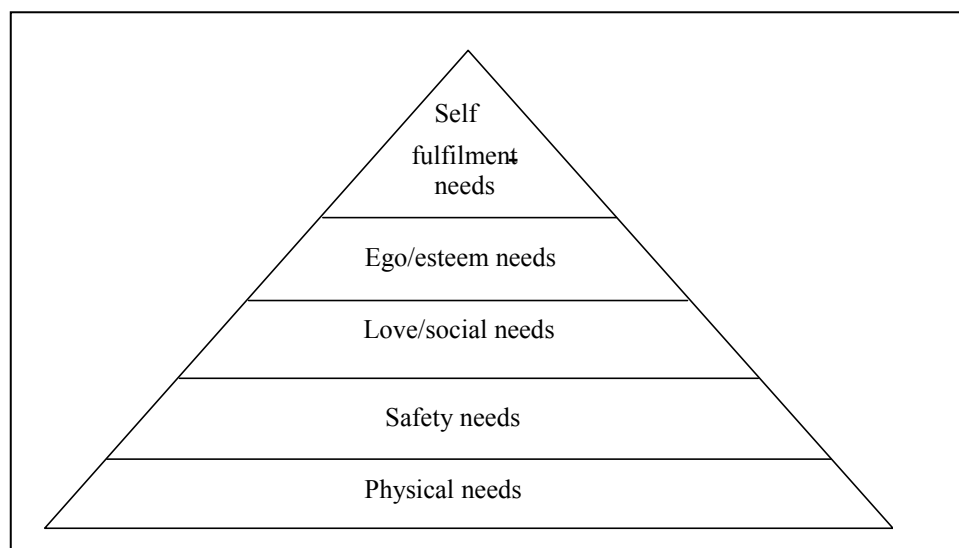 Self
fulfilment-
needs
Ego/esteem needs
Love/social needs
Safety needs
Physical needs